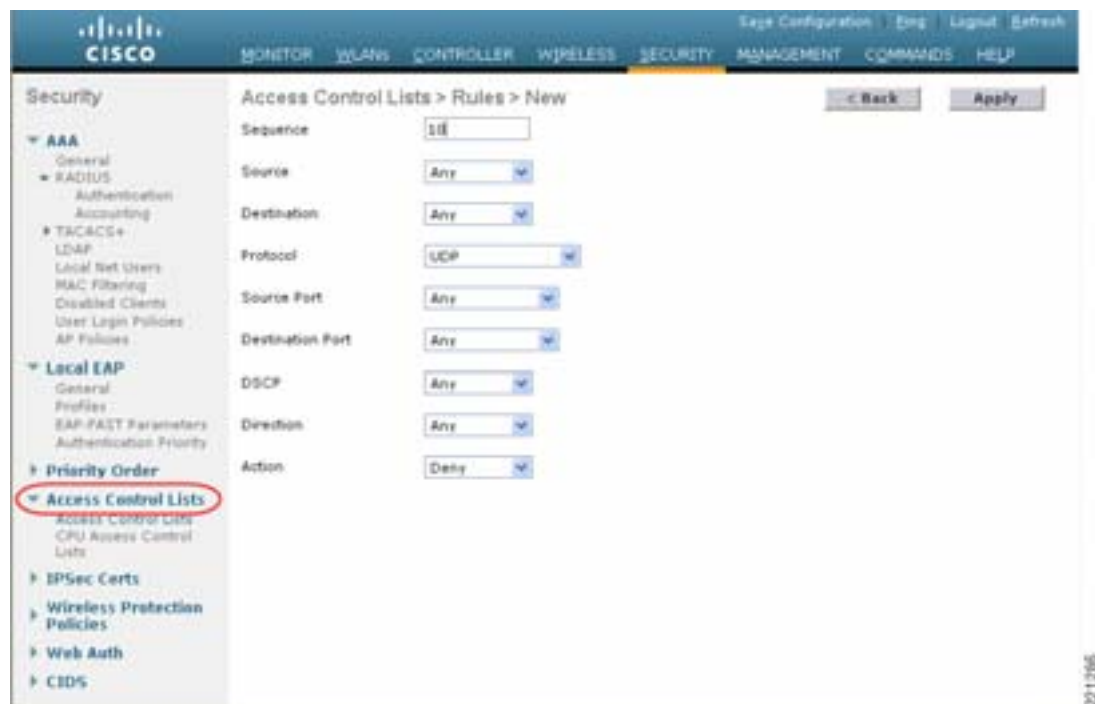 Save Configuration Ping Logout Refresh
CISCO
MONITOR WLANs CONTROLLER WIRELESS SECURITY MANAGEMENT COMMANDS HELP
Security
AAA
General
RADIUS
Authentication
Accounting
TACACS+
LDAP
Local Net Users
MAC Filtering
Disabled Clients
User Login Policies
AP Policies
Local EAP
General
Profiles
EAP-FAST Parameters
Authentication Priority
Priority Order
Access Control Lists
Access Control Lists
CPU Access Control
Lists
IPSec Certs
Wireless Protection
Policies
Web Auth
CIDS
Access Control Lists > Rules > New
< Back Apply
Sequence 10
Source Any
Destination Any
Protocol UDP
Source Port Any
Destination Port Any
DSCP Any
Direction Any
Action Deny
221286